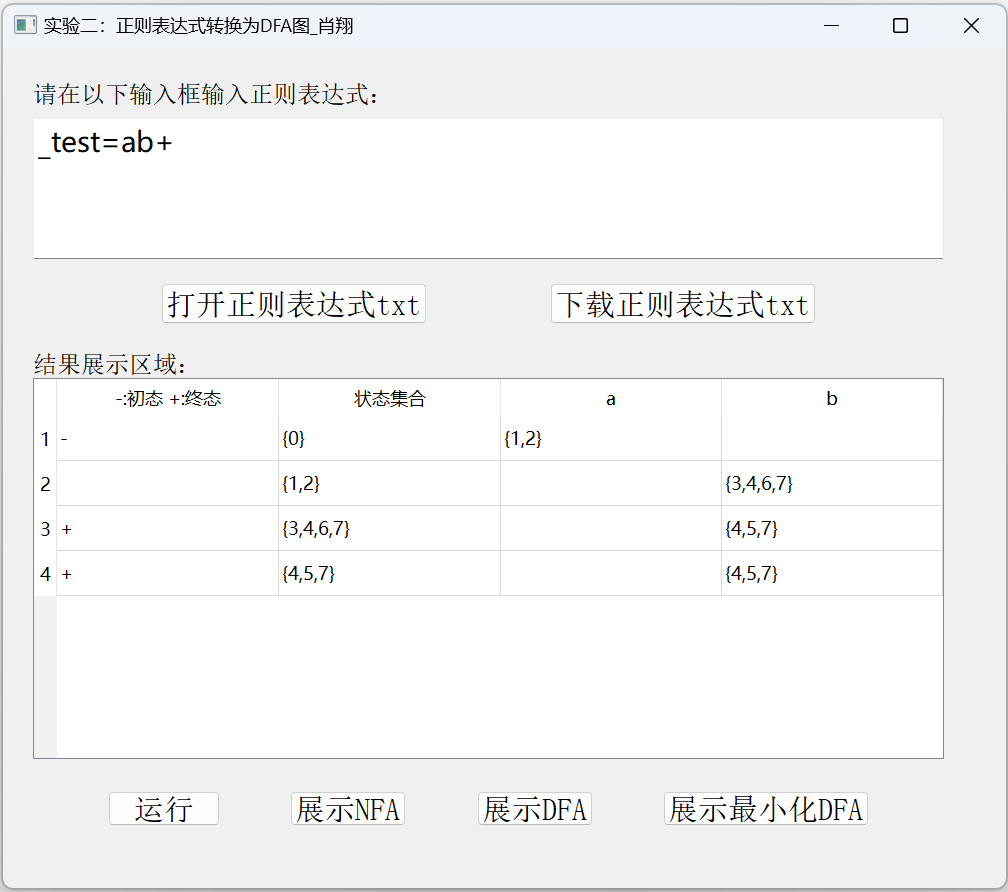 实验二：正则表达式转换为DFA图_肖翔
请在以下输入框输入正则表达式：
_test=ab+
打开正则表达式txt 下载正则表达式txt
结果展示区域：
-:初态 +:终态 状态集合 a b
1 - {0} {1,2}
2 {1,2} {3,4,6,7}
3 + {3,4,6,7} {4,5,7}
4 + {4,5,7} {4,5,7}
运行 展示NFA 展示DFA 展示最小化DFA